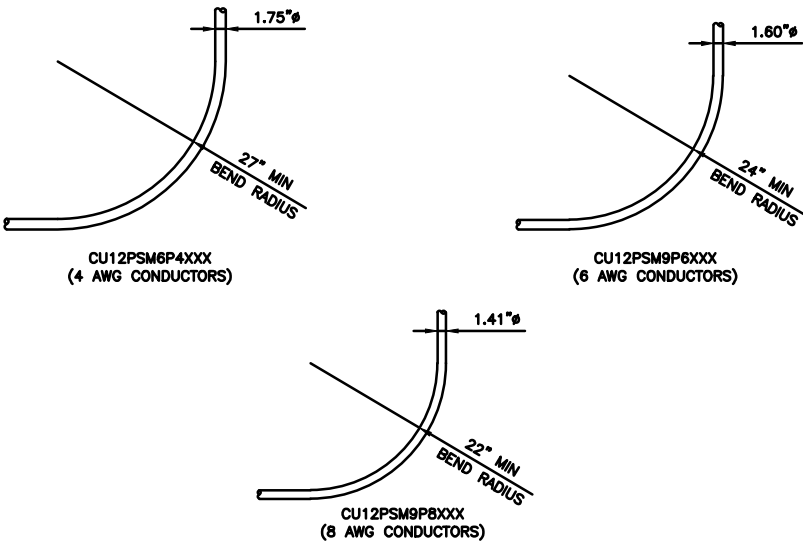 1.75"ø
27" MIN
BEND RADIUS
CU12PSM6P4XXX
(4 AWG CONDUCTORS)
1.60"ø
24" MIN
BEND RADIUS
CU12PSM9P6XXX
(6 AWG CONDUCTORS)
1.41"ø
22" MIN
BEND RADIUS
CU12PSM9P8XXX
(8 AWG CONDUCTORS)